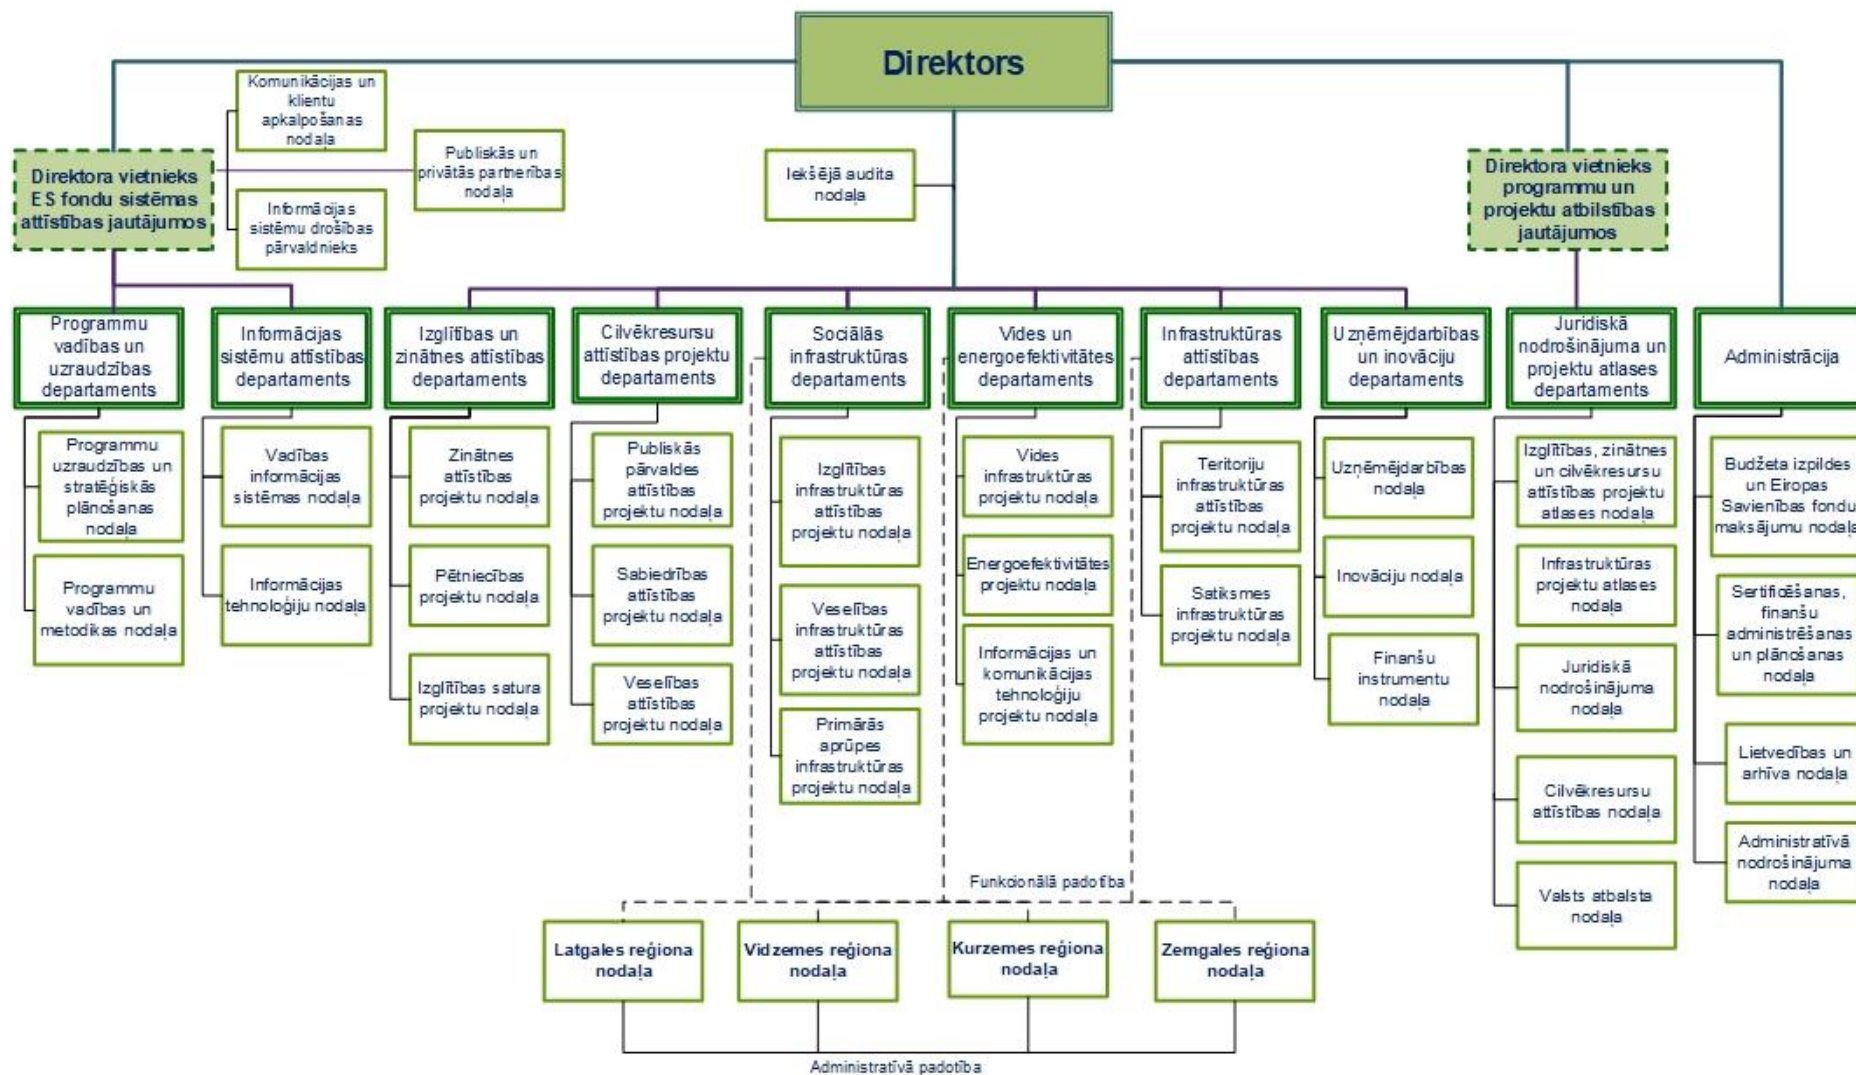 Direktors
Komunikācijas un
klientu
apkalpošanas
nodaļa
Publiskās un
privātās partnerības
nodaļa
Direktora vietnieks
ES fondu sistēmas
attīstības jautājumos
Informācijas
sistēmu drošības
pārvaldnieks
Iekšējā audita
nodaļa
Direktora vietnieks
programmu un
projektu atbilstības
jautājumos
Programmu
vadības un
uzraudzības
departaments
Informācijas
sistēmu attīstības
departaments
Izglītības un
zinātnes attīstības
departaments
Cilvēkresursu
attīstības projektu
departaments
Sociālās
infrastruktūras
departaments
Vides un
energoefektivitātes
departaments
Infrastruktūras
attīstības
departaments
Uzņēmējdarbības
un inovāciju
departaments
Juridiskā
nodrošinājuma un
projektu atlases
departaments
Administrācija
Programmu
uzraudzības un
stratēģiskās
plānošanas
nodaļa
Programmu
vadības un
metodikas nodaļa
Vadības
informācijas
sistēmas nodaļa
Informācijas
tehnoloģiju nodaļa
Zinātnes
attīstības
projektu nodaļa
Pētniecības
projektu nodaļa
Izglītības satura
projektu nodaļa
Publiskās
pārvaldes
attīstības
projektu nodaļa
Sabiedrības
attīstības
projektu nodaļa
Veselības
attīstības
projektu nodaļa
Izglītības
infrastruktūras
attīstības
projektu nodaļa
Veselības
infrastruktūras
attīstības
projektu nodaļa
Primārās
aprūpes
infrastruktūras
projektu nodaļa
Vides
infrastruktūras
projektu nodaļa
Energoefektivitātes
projektu nodaļa
Informācijas un
komunikācijas
tehnoloģiju
projektu nodaļa
Teritoriju
infrastruktūras
attīstības
projektu nodaļa
Satiksmes
infrastruktūras
projektu nodaļa
Uzņēmējdarbības
nodaļa
Inovāciju nodaļa
Finanšu
instrumentu
nodaļa
Izglītības, zinātnes
un cilvēkresursu
attīstības projektu
atlases nodaļa
Infrastruktūras
projektu atlases
nodaļa
Juridiskā
nodrošinājuma
nodaļa
Cilvēkresursu
attīstības nodaļa
Valsts atbalsta
nodaļa
Budžeta izpildes
un Eiropas
Savienības fondu
maksājumu nodaļa
Sertificēšanas,
finanšu
administrēšanas
un plānošanas
nodaļa
Lietvedības un
arhīva nodaļa
Administratīvā
nodrošinājuma
nodaļa
Funkcionālā padotība
Latgales reģiona
nodaļa
Vidzemes reģiona
nodaļa
Kurzemes reģiona
nodaļa
Zemgales reģiona
nodaļa
Administratīvā padotība